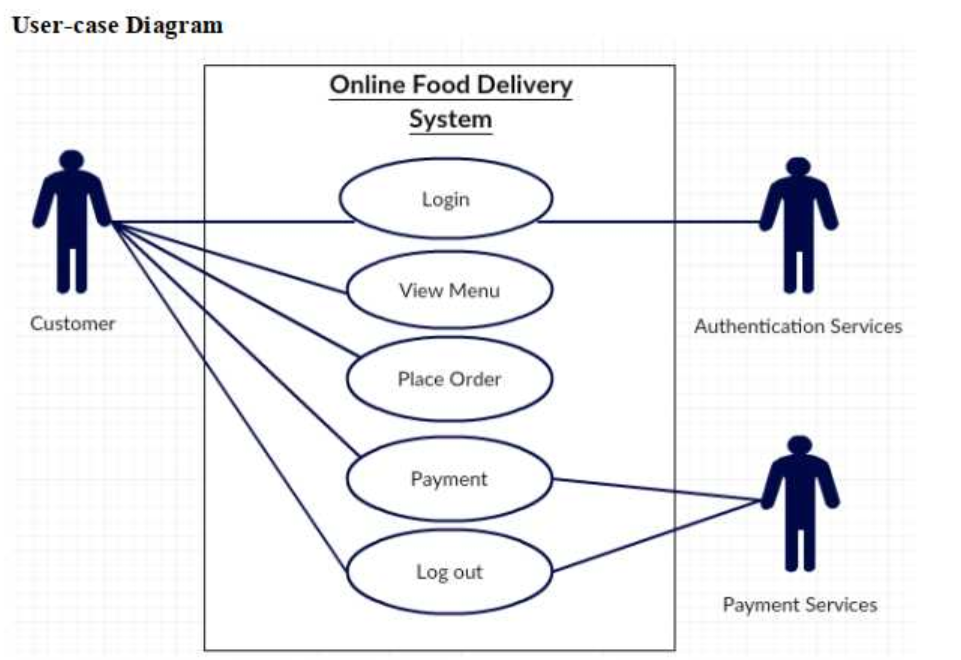 User-case Diagram
Online Food Delivery
System
Login
View Menu
Customer
Authentication Services
Place Order
Payment
Log out
Payment Services